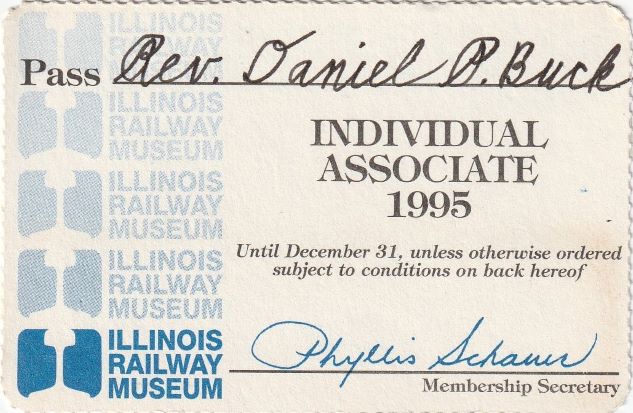 ILLINOIS
RAILWAY
MUSEUM
Pass Rev. Daniel P. Buck
ILLINOIS
RAILWAY
MUSEUM
INDIVIDUAL
ASSOCIATE
1995
ILLINOIS
RAILWAY
MUSEUM
Until December 31, unless otherwise ordered
subject to conditions on back hereof
ILLINOIS
RAILWAY
MUSEUM
ILLINOIS
RAILWAY
MUSEUM
Phyllis Schauer
Membership Secretary